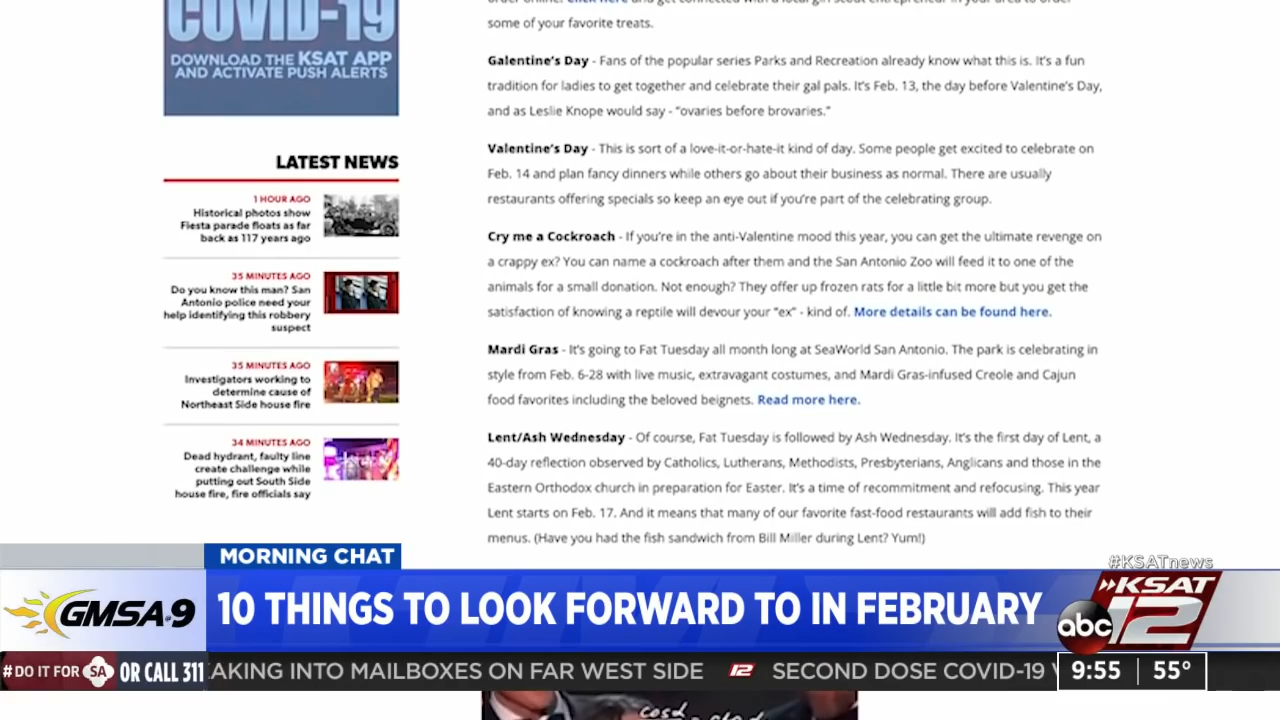 COVID-19
DOWNLOAD THE KSAT APP
AND ACTIVATE PUSH ALERTS
LATEST NEWS
1 HOUR AGO
Historical photos show
Fiesta parade floats as far
back as 117 years ago
35 MINUTES AGO
Do you know this man? San
Antonio police need your
help identifying this robbery
suspect
35 MINUTES AGO
Investigators working to
determine cause of
Northeast Side house fire
34 MINUTES AGO
Dead hydrant, faulty line
create challenge while
putting out South Side
house fire, fire officials say
order online. Click here and get connected with a local girl scout entrepreneur in your area to order
some of your favorite treats.
Galentine's Day - Fans of the popular series Parks and Recreation already know what this is. It's a fun
tradition for ladies to get together and celebrate their gal pals. It's Feb. 13, the day before Valentine's Day,
and as Leslie Knope would say - "ovaries before brovaries."
Valentine's Day - This is sort of a love-it-or-hate-it kind of day. Some people get excited to celebrate on
Feb. 14 and plan fancy dinners while others go about their business as normal. There are usually
restaurants offering specials so keep an eye out if you're part of the celebrating group.
Cry me a Cockroach - If you're in the anti-Valentine mood this year, you can get the ultimate revenge on
a crappy ex? You can name a cockroach after them and the San Antonio Zoo will feed it to one of the
animals for a small donation. Not enough? They offer up frozen rats for a little bit more but you get the
satisfaction of knowing a reptile will devour your "ex" - kind of. More details can be found here.
Mardi Gras - It's going to Fat Tuesday all month long at SeaWorld San Antonio. The park is celebrating in
style from Feb. 6-28 with live music, extravagant costumes, and Mardi Gras-infused Creole and Cajun
food favorites including the beloved beignets. Read more here.
Lent/Ash Wednesday - Of course, Fat Tuesday is followed by Ash Wednesday. It's the first day of Lent, a
40-day reflection observed by Catholics, Lutherans, Methodists, Presbyterians, Anglicans and those in the
Eastern Orthodox church in preparation for Easter. It's a time of recommitment and refocusing. This year
Lent starts on Feb. 17. And it means that many of our favorite fast-food restaurants will add fish to their
menus. (Have you had the fish sandwich from Bill Miller during Lent? Yum!)
MORNING CHAT
#KSATnews
GMSA@9
10 THINGS TO LOOK FORWARD TO IN FEBRUARY
abc KSAT 12
#DO IT FOR SA OR CALL 311
AKING INTO MAILBOXES ON FAR WEST SIDE 12 SECOND DOSE COVID-19
9:55 55°